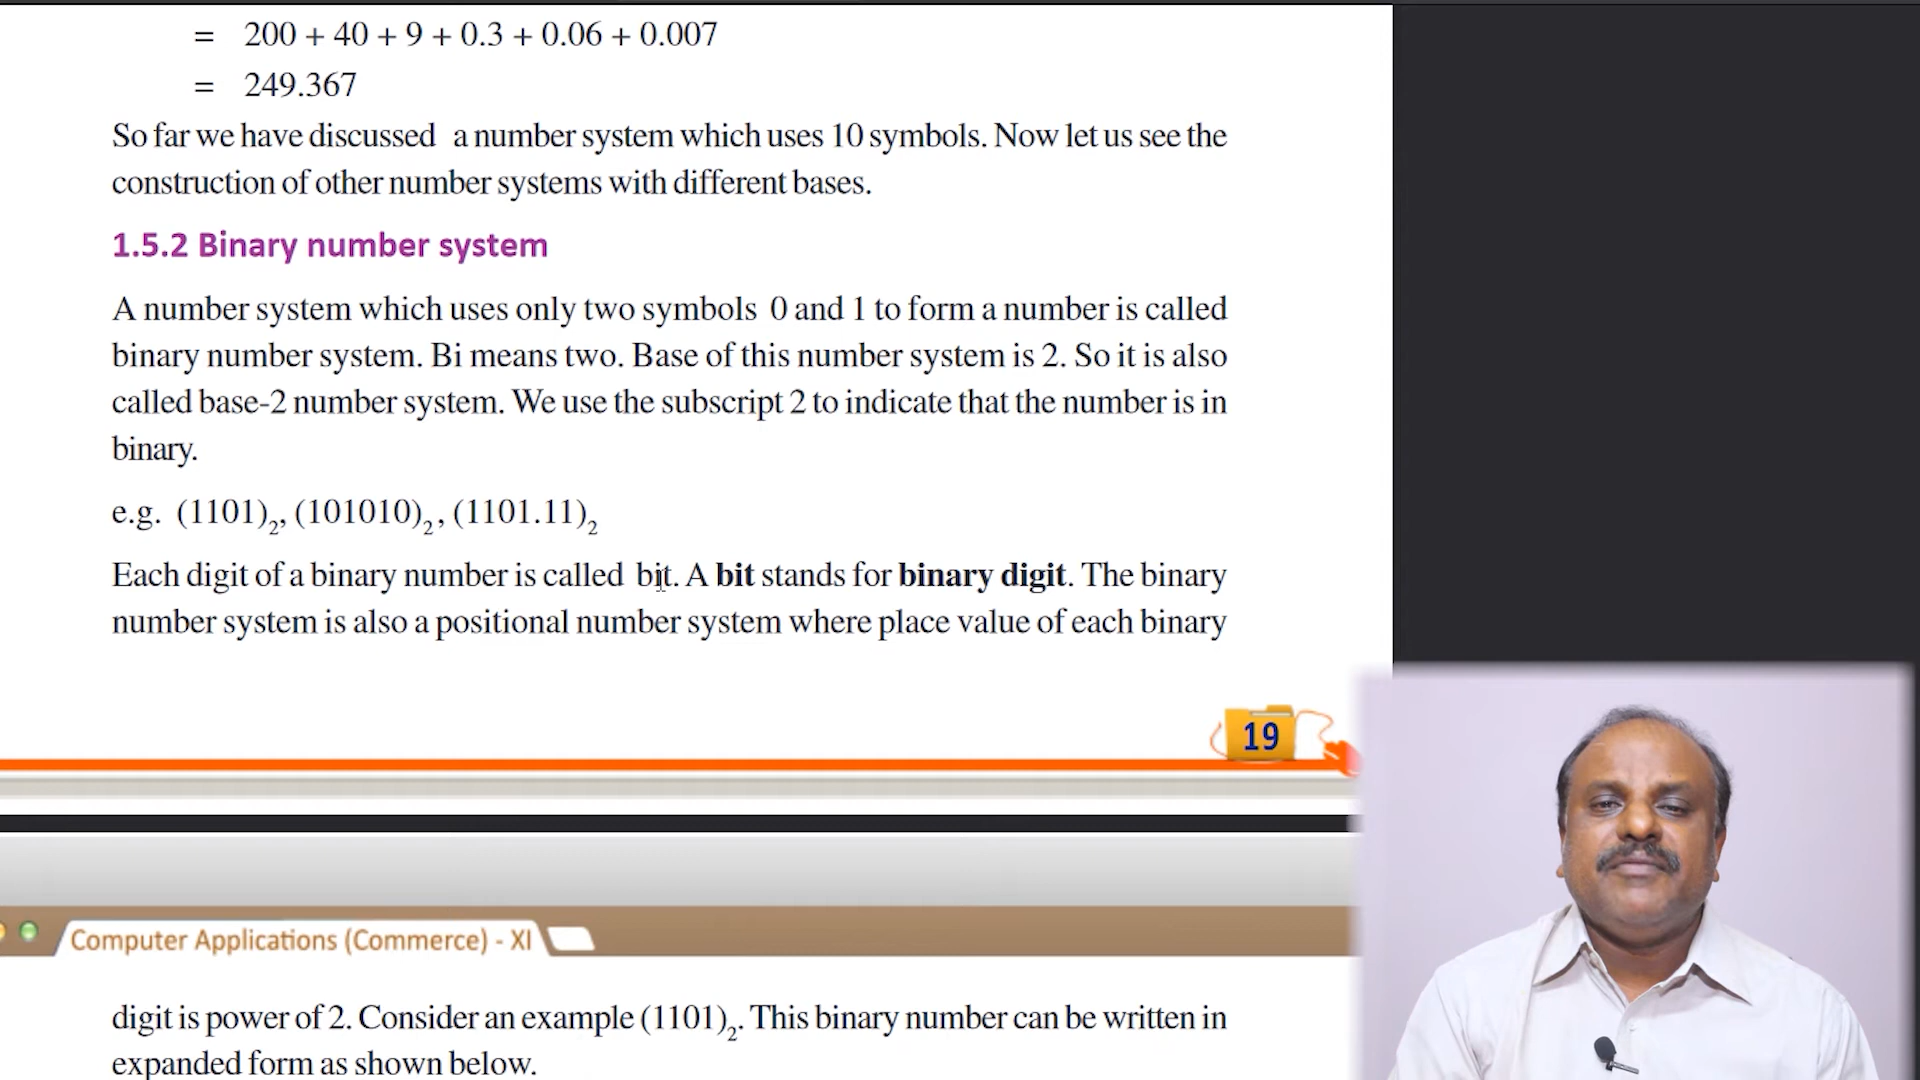 = 200 + 40 + 9 + 0.3 + 0.06 + 0.007
= 249.367
So far we have discussed a number system which uses 10 symbols. Now let us see the
construction of other number systems with different bases.
1.5.2 Binary number system
A number system which uses only two symbols 0 and 1 to form a number is called
binary number system. Bi means two. Base of this number system is 2. So it is also
called base-2 number system. We use the subscript 2 to indicate that the number is in
binary.
e.g. (1101)₂, (101010)₂, (1101.11)₂
Each digit of a binary number is called bit. A bit stands for binary digit. The binary
number system is also a positional number system where place value of each binary
19
Computer Applications (Commerce) - XI
digit is power of 2. Consider an example (1101)₂. This binary number can be written in
expanded form as shown below.